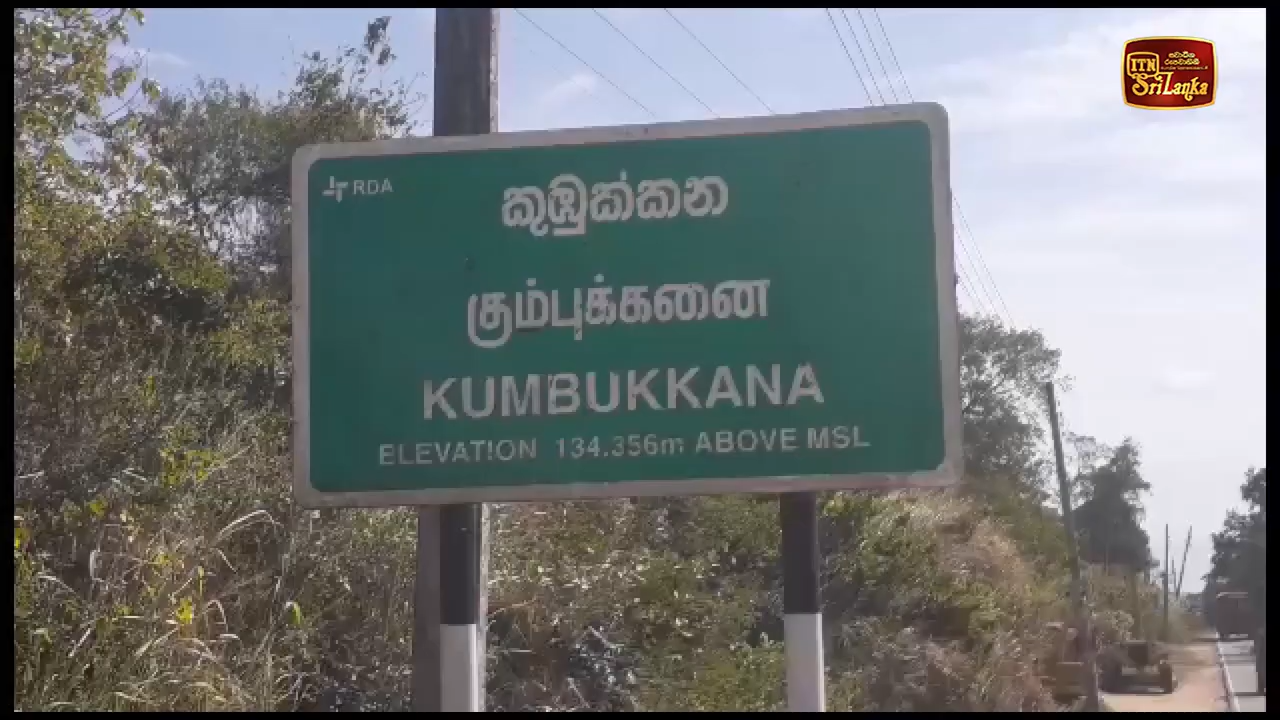 ITN
Sri Lanka
RDA
කුඹුක්කන
கும்புக்கனை
KUMBUKKANA
ELEVATION 134.356m ABOVE MSL